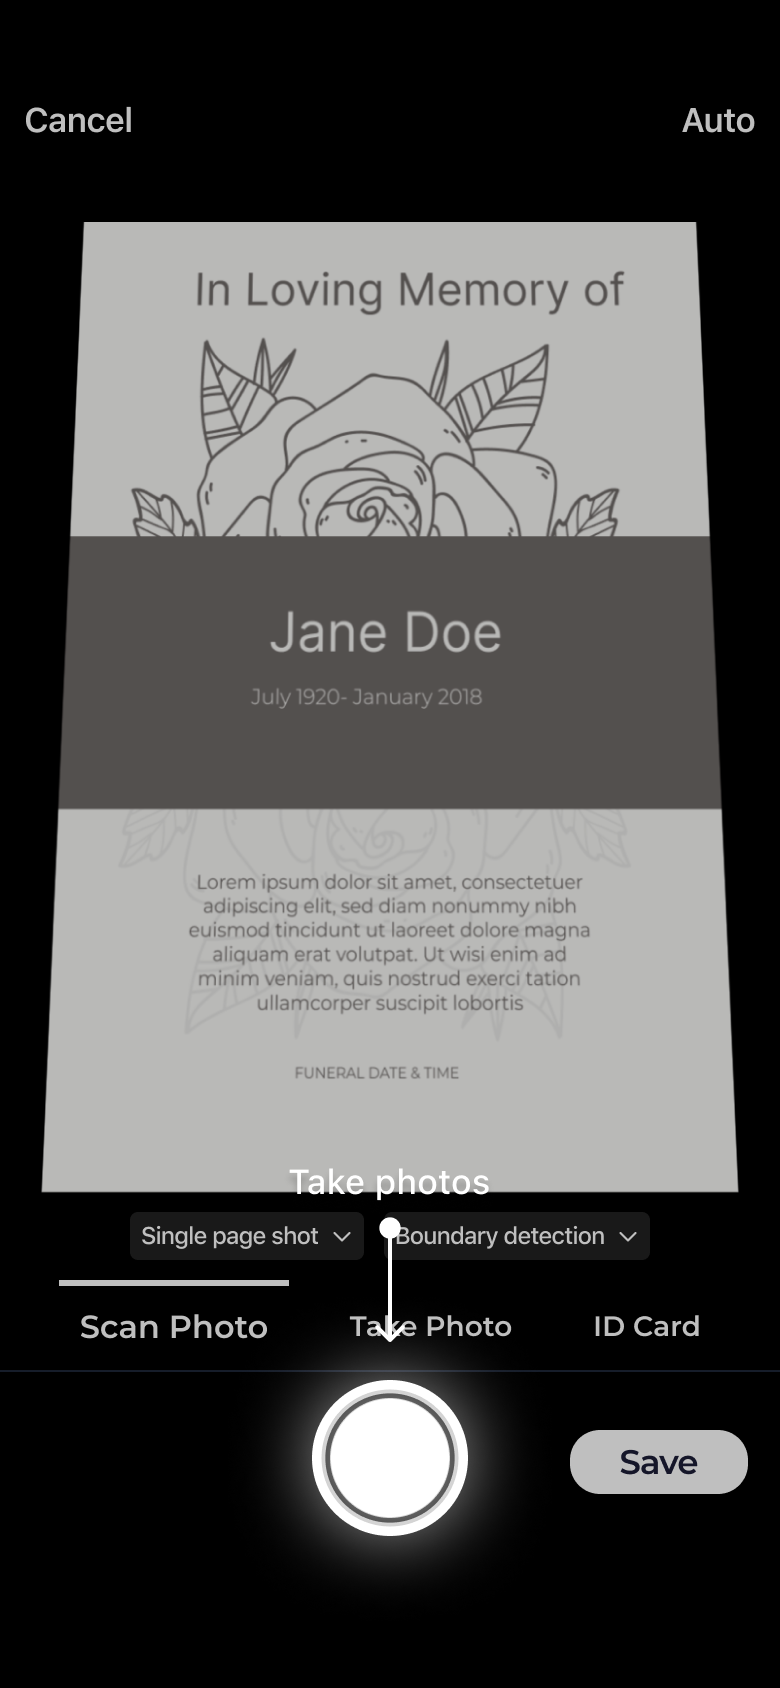 Cancel
Auto
In Loving Memory of
Jane Doe
July 1920- January 2018
Lorem ipsum dolor sit amet, consectetuer
adipiscing elit, sed diam nonummy nibh
euismod tincidunt ut laoreet dolore magna
aliquam erat volutpat. Ut wisi enim ad
minim veniam, quis nostrud exerci tation
ullamcorper suscipit lobortis
FUNERAL DATE & TIME
Take photos
Single page shot
Boundary detection
Scan Photo
Take Photo
ID Card
Save